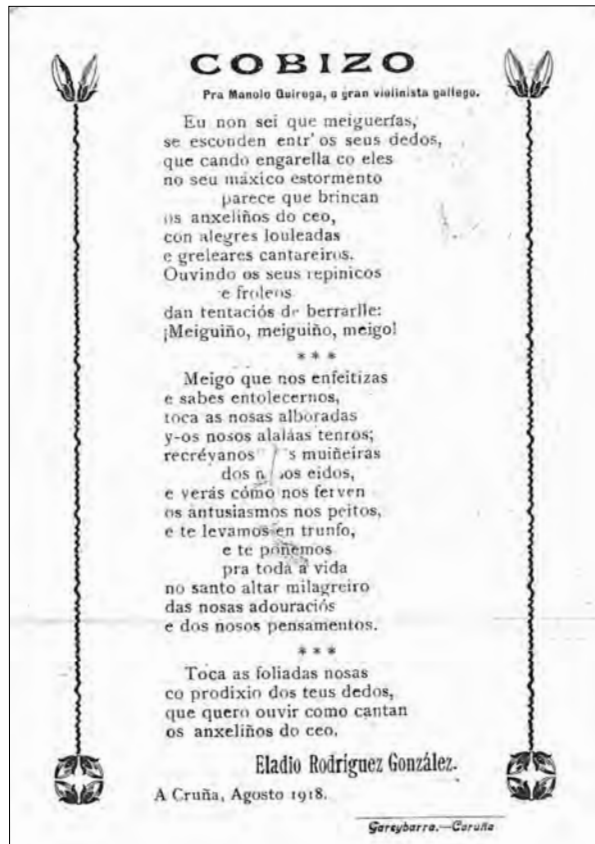 COBIZO
Pra Manolo Quiroga, o gran violinista gallego.
Eu non sei que meiguerías,
se esconden entr' os seus dedos,
que cando engarella co eles
no seu máxico estormento
parece que brincan
os anxeliños do ceo,
con alegres louleadas
e greleares cantareiros.
Ouvindo os seus repinicos
e froleos
dan tentaciós de berrarlle:
¡Meiguiño, meiguiño, meigo!
* * *
Meigo que nos enfeitizas
e sabes entolecernos,
toca as nosas alboradas
y-os nosos alaláas tenros;
recrévanos s muiñeiras
dos eidos,
e verás cómo nos ferven
os antusiasmos nos peitos,
e te levamos en trunfo,
e te poñemos
pra toda a vida
no santo altar milagreiro
das nosas adouraciós
e dos nosos pensamentos.
* * *
Toca as foliadas nosas
co prodixio dos teus dedos,
que quero ouvir como cantan
os anxeliños do ceo.
Eladio Rodríguez González.
A Cruña, Agosto 1918.
Gareybarra.—Coruña